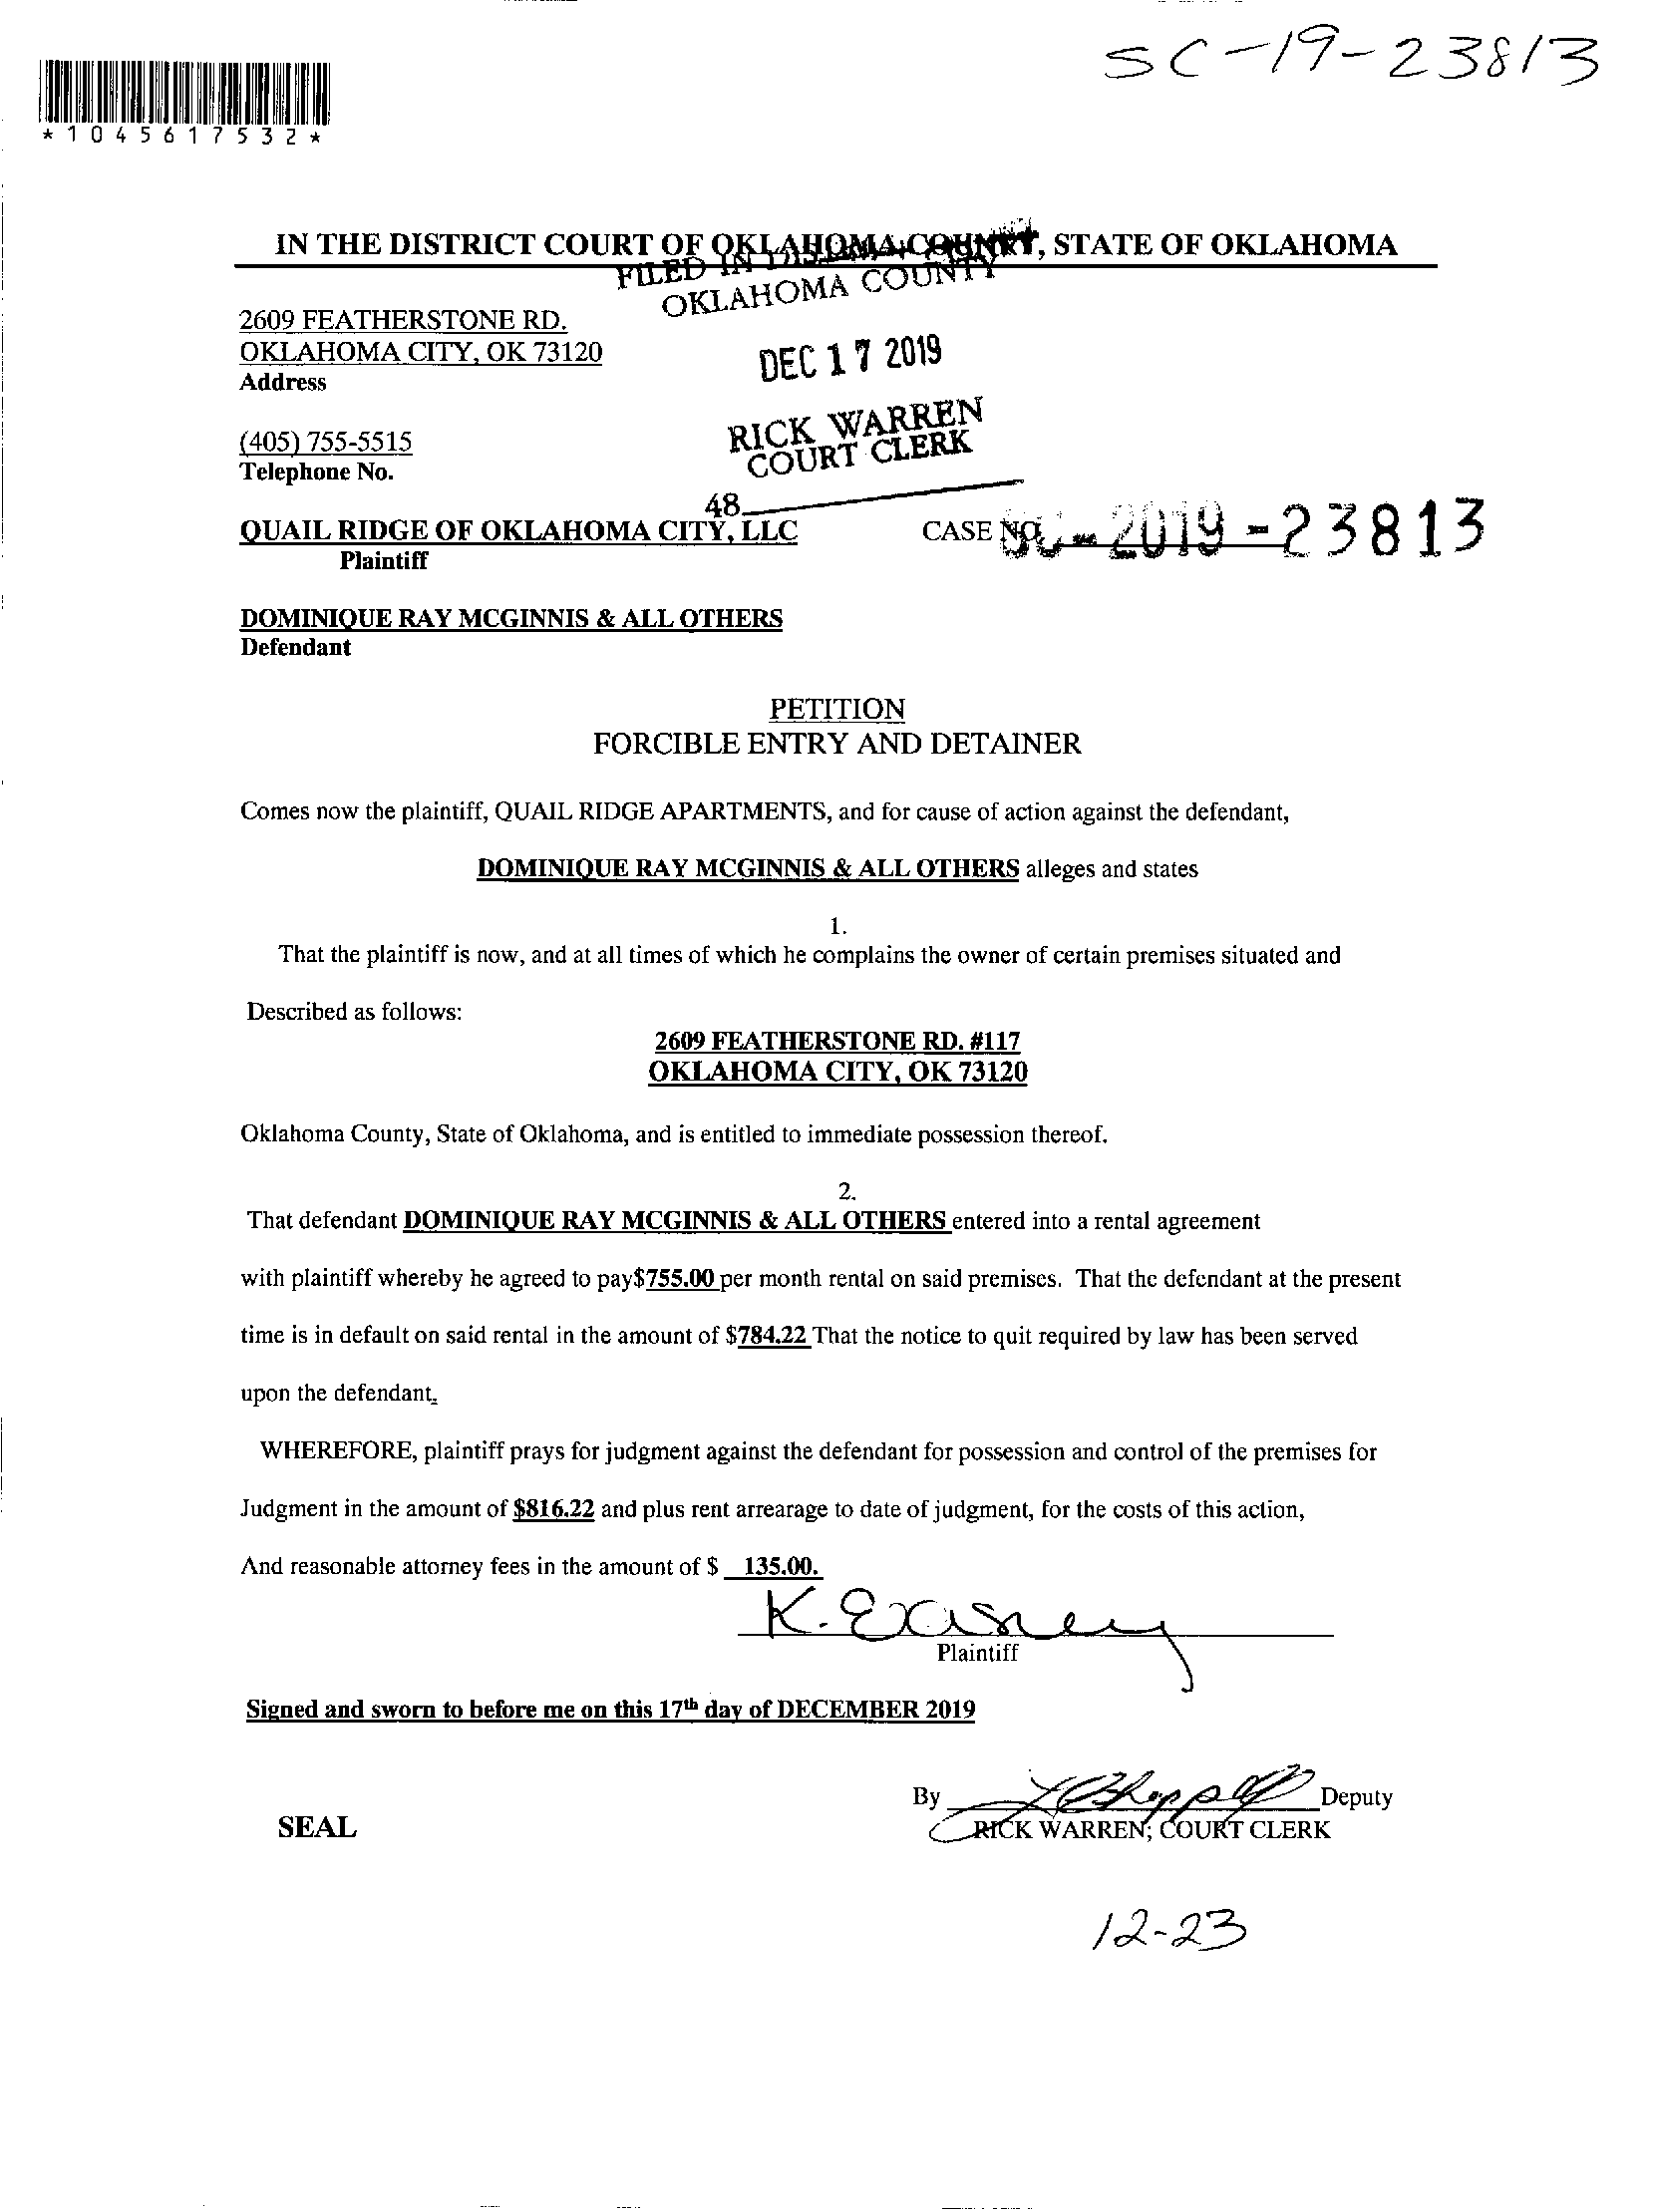 SC-19-23813
*1045617532*
IN THE DISTRICT COURT OF OKLAHOMA COUNTY, STATE OF OKLAHOMA
FILED IN DISTRICT COURT
OKLAHOMA COUNTY
2609 FEATHERSTONE RD.
OKLAHOMA CITY, OK 73120
Address
DEC 17 2019
(405) 755-5515
Telephone No.
RICK WARREN
COURT CLERK
48
QUAIL RIDGE OF OKLAHOMA CITY, LLC
Plaintiff
CASE NO. SC-2019-23813
DOMINIQUE RAY MCGINNIS & ALL OTHERS
Defendant
PETITION
FORCIBLE ENTRY AND DETAINER
Comes now the plaintiff, QUAIL RIDGE APARTMENTS, and for cause of action against the defendant,
DOMINIQUE RAY MCGINNIS & ALL OTHERS alleges and states
1.
That the plaintiff is now, and at all times of which he complains the owner of certain premises situated and
Described as follows:
2609 FEATHERSTONE RD. #117
OKLAHOMA CITY, OK 73120
Oklahoma County, State of Oklahoma, and is entitled to immediate possession thereof.
2.
That defendant DOMINIQUE RAY MCGINNIS & ALL OTHERS entered into a rental agreement
with plaintiff whereby he agreed to pay$755.00 per month rental on said premises. That the defendant at the present
time is in default on said rental in the amount of $784.22 That the notice to quit required by law has been served
upon the defendant.
WHEREFORE, plaintiff prays for judgment against the defendant for possession and control of the premises for
Judgment in the amount of $816.22 and plus rent arrearage to date of judgment, for the costs of this action,
And reasonable attorney fees in the amount of $ 135.00.
K.
Plaintiff
Signed and sworn to before me on this 17th day of DECEMBER 2019
By Deputy
RICK WARREN, COURT CLERK
SEAL
12-23